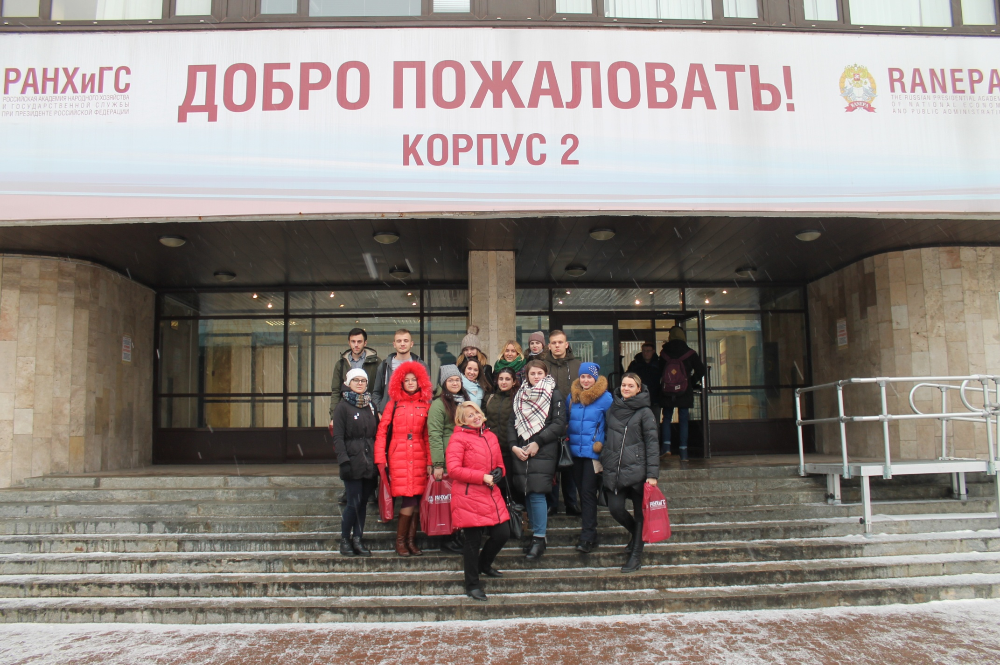 РАНХиГС
РОССИЙСКАЯ АКАДЕМИЯ НАРОДНОГО ХОЗЯЙСТВА
И ГОСУДАРСТВЕННОЙ СЛУЖБЫ
ПРИ ПРЕЗИДЕНТЕ РОССИЙСКОЙ ФЕДЕРАЦИИ
ДОБРО ПОЖАЛОВАТЬ!
КОРПУС 2
RANEPA
RANEPA
THE RUSSIAN PRESIDENTIAL ACADEM
OF NATIONAL ECONOM
AND PUBLIC ADMINISTRATI
РАНХиГС
РАНХиГС